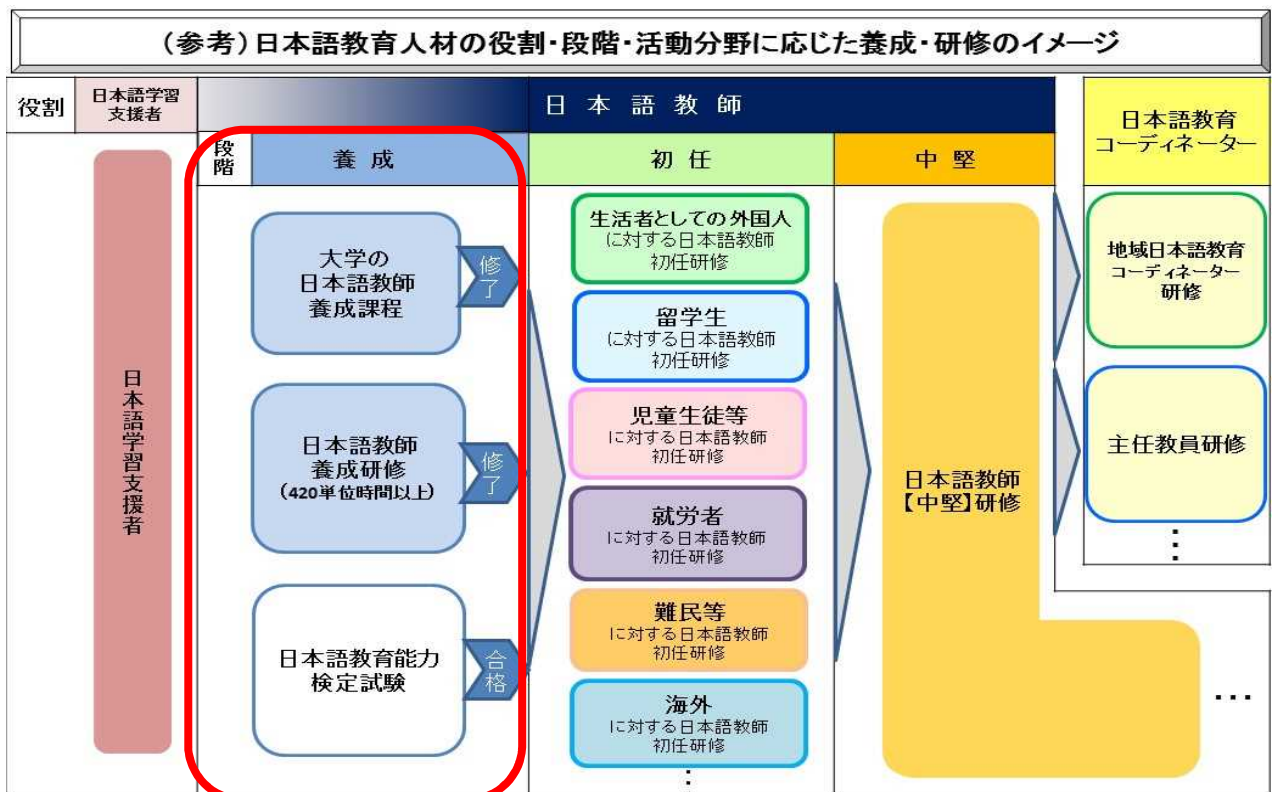 (参考)日本語教育人材の役割・段階・活動分野に応じた養成・研修のイメージ
役割
日本語学習
支援者
日本語教師
日本語教育
コーディネーター
段階
養成
初任
中堅
日本語学習支援者
大学の
日本語教師
養成課程
修了
日本語教師
養成研修
(420単位時間以上)
修了
日本語教育能力
検定試験
合格
生活者としての外国人
に対する日本語教師
初任研修
留学生
に対する日本語教師
初任研修
児童生徒等
に対する日本語教師
初任研修
就労者
に対する日本語教師
初任研修
難民等
に対する日本語教師
初任研修
海外
に対する日本語教師
初任研修
⋮
日本語教師
【中堅】研修
地域日本語教育
コーディネーター
研修
主任教員研修
⋮
…